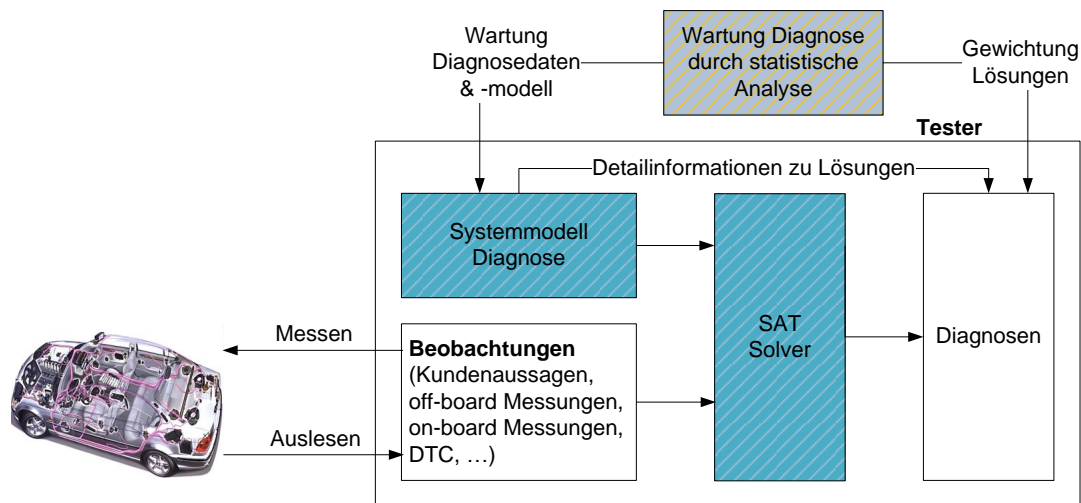 Wartung
Diagnosedaten
& -modell
Wartung Diagnose
durch statistische
Analyse
Gewichtung
Lösungen
Tester
Detailinformationen zu Lösungen
Systemmodell
Diagnose
SAT
Solver
Diagnosen
Messen
Auslesen
Beobachtungen
(Kundenaussagen,
off-board Messungen,
on-board Messungen,
DTC, …)